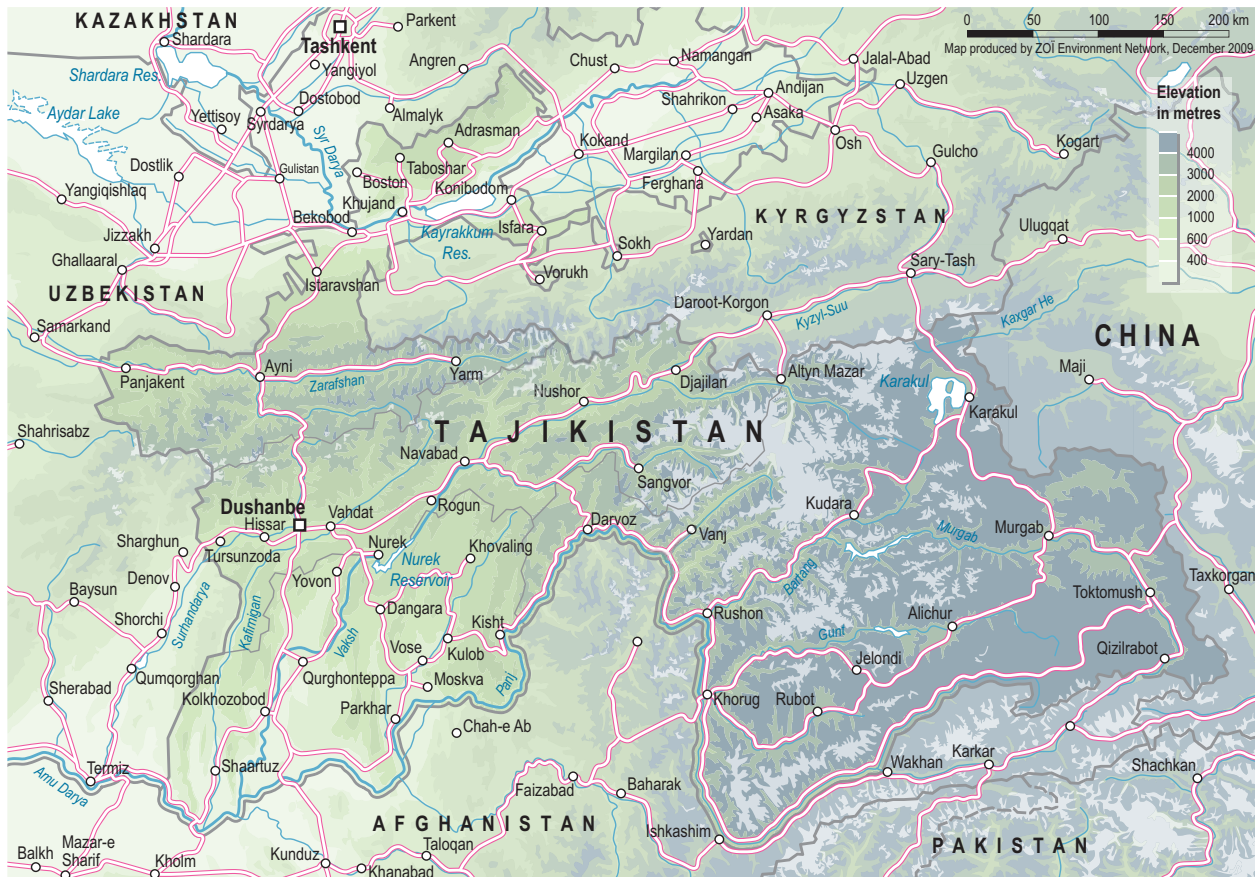 KAZAKHSTAN
Shardara
Tashkent
Parkent
Yangiyol
Angren
Chust
Namangan
Jalal-Abad
Uzgen
0 50 100 150 200 km
Map produced by ZOÏ Environment Network, December 2009
Elevation
in metres
4000
3000
2000
1000
600
400
Shardara Res.
Aydar Lake
Yettisoy
Syrdarya
Dostobod
Almalyk
Syr Darya
Adrasman
Taboshar
Boston
Shahrikon
Andijan
Asaka
Kokand
Margilan
Ferghana
Osh
Gulcho
Kogart
Dostlik
Gulistan
Yangiqishlaq
Jizzakh
Bekobod
Khujand
Konibodom
Kayrakkum
Res.
Isfara
Sokh
Yardan
KYRGYZSTAN
Ulugqat
Ghallaaral
UZBEKISTAN
Istaravshan
Vorukh
Sary-Tash
Samarkand
Daroot-Korgon
Kyzyl-Suu
Kaxgar He
CHINA
Panjakent
Ayni
Zarafshan
Yarm
Nushor
Djajilan
Altyn Mazar
Karakul
Karakul
Maji
Shahrisabz
TAJIKISTAN
Navabad
Sangvor
Dushanbe
Hissar
Vahdat
Rogun
Darvoz
Vanj
Kudara
Murgab
Murgab
Sharghun
Tursunzoda
Nurek
Nurek
Reservoir
Khovaling
Denov
Yovon
Baysun
Surhandarya
Kafirnigan
Dangara
Kisht
Bartang
Rushon
Alichur
Toktomush
Taxkorgan
Shorchi
Vaksh
Vose
Kulob
Gunt
Jelondi
Qizilrabot
Qumqorghan
Qurghonteppa
Moskva
Panj
Sherabad
Kolkhozobod
Parkhar
Chah-e Ab
Khorug
Rubot
Termiz
Amu Darya
Shaartuz
Faizabad
Baharak
Wakhan
Karkar
Shachkan
AFGHANISTAN
Ishkashim
PAKISTAN
Balkh
Mazar-e
Sharif
Kholm
Kunduz
Taloqan
Khanabad